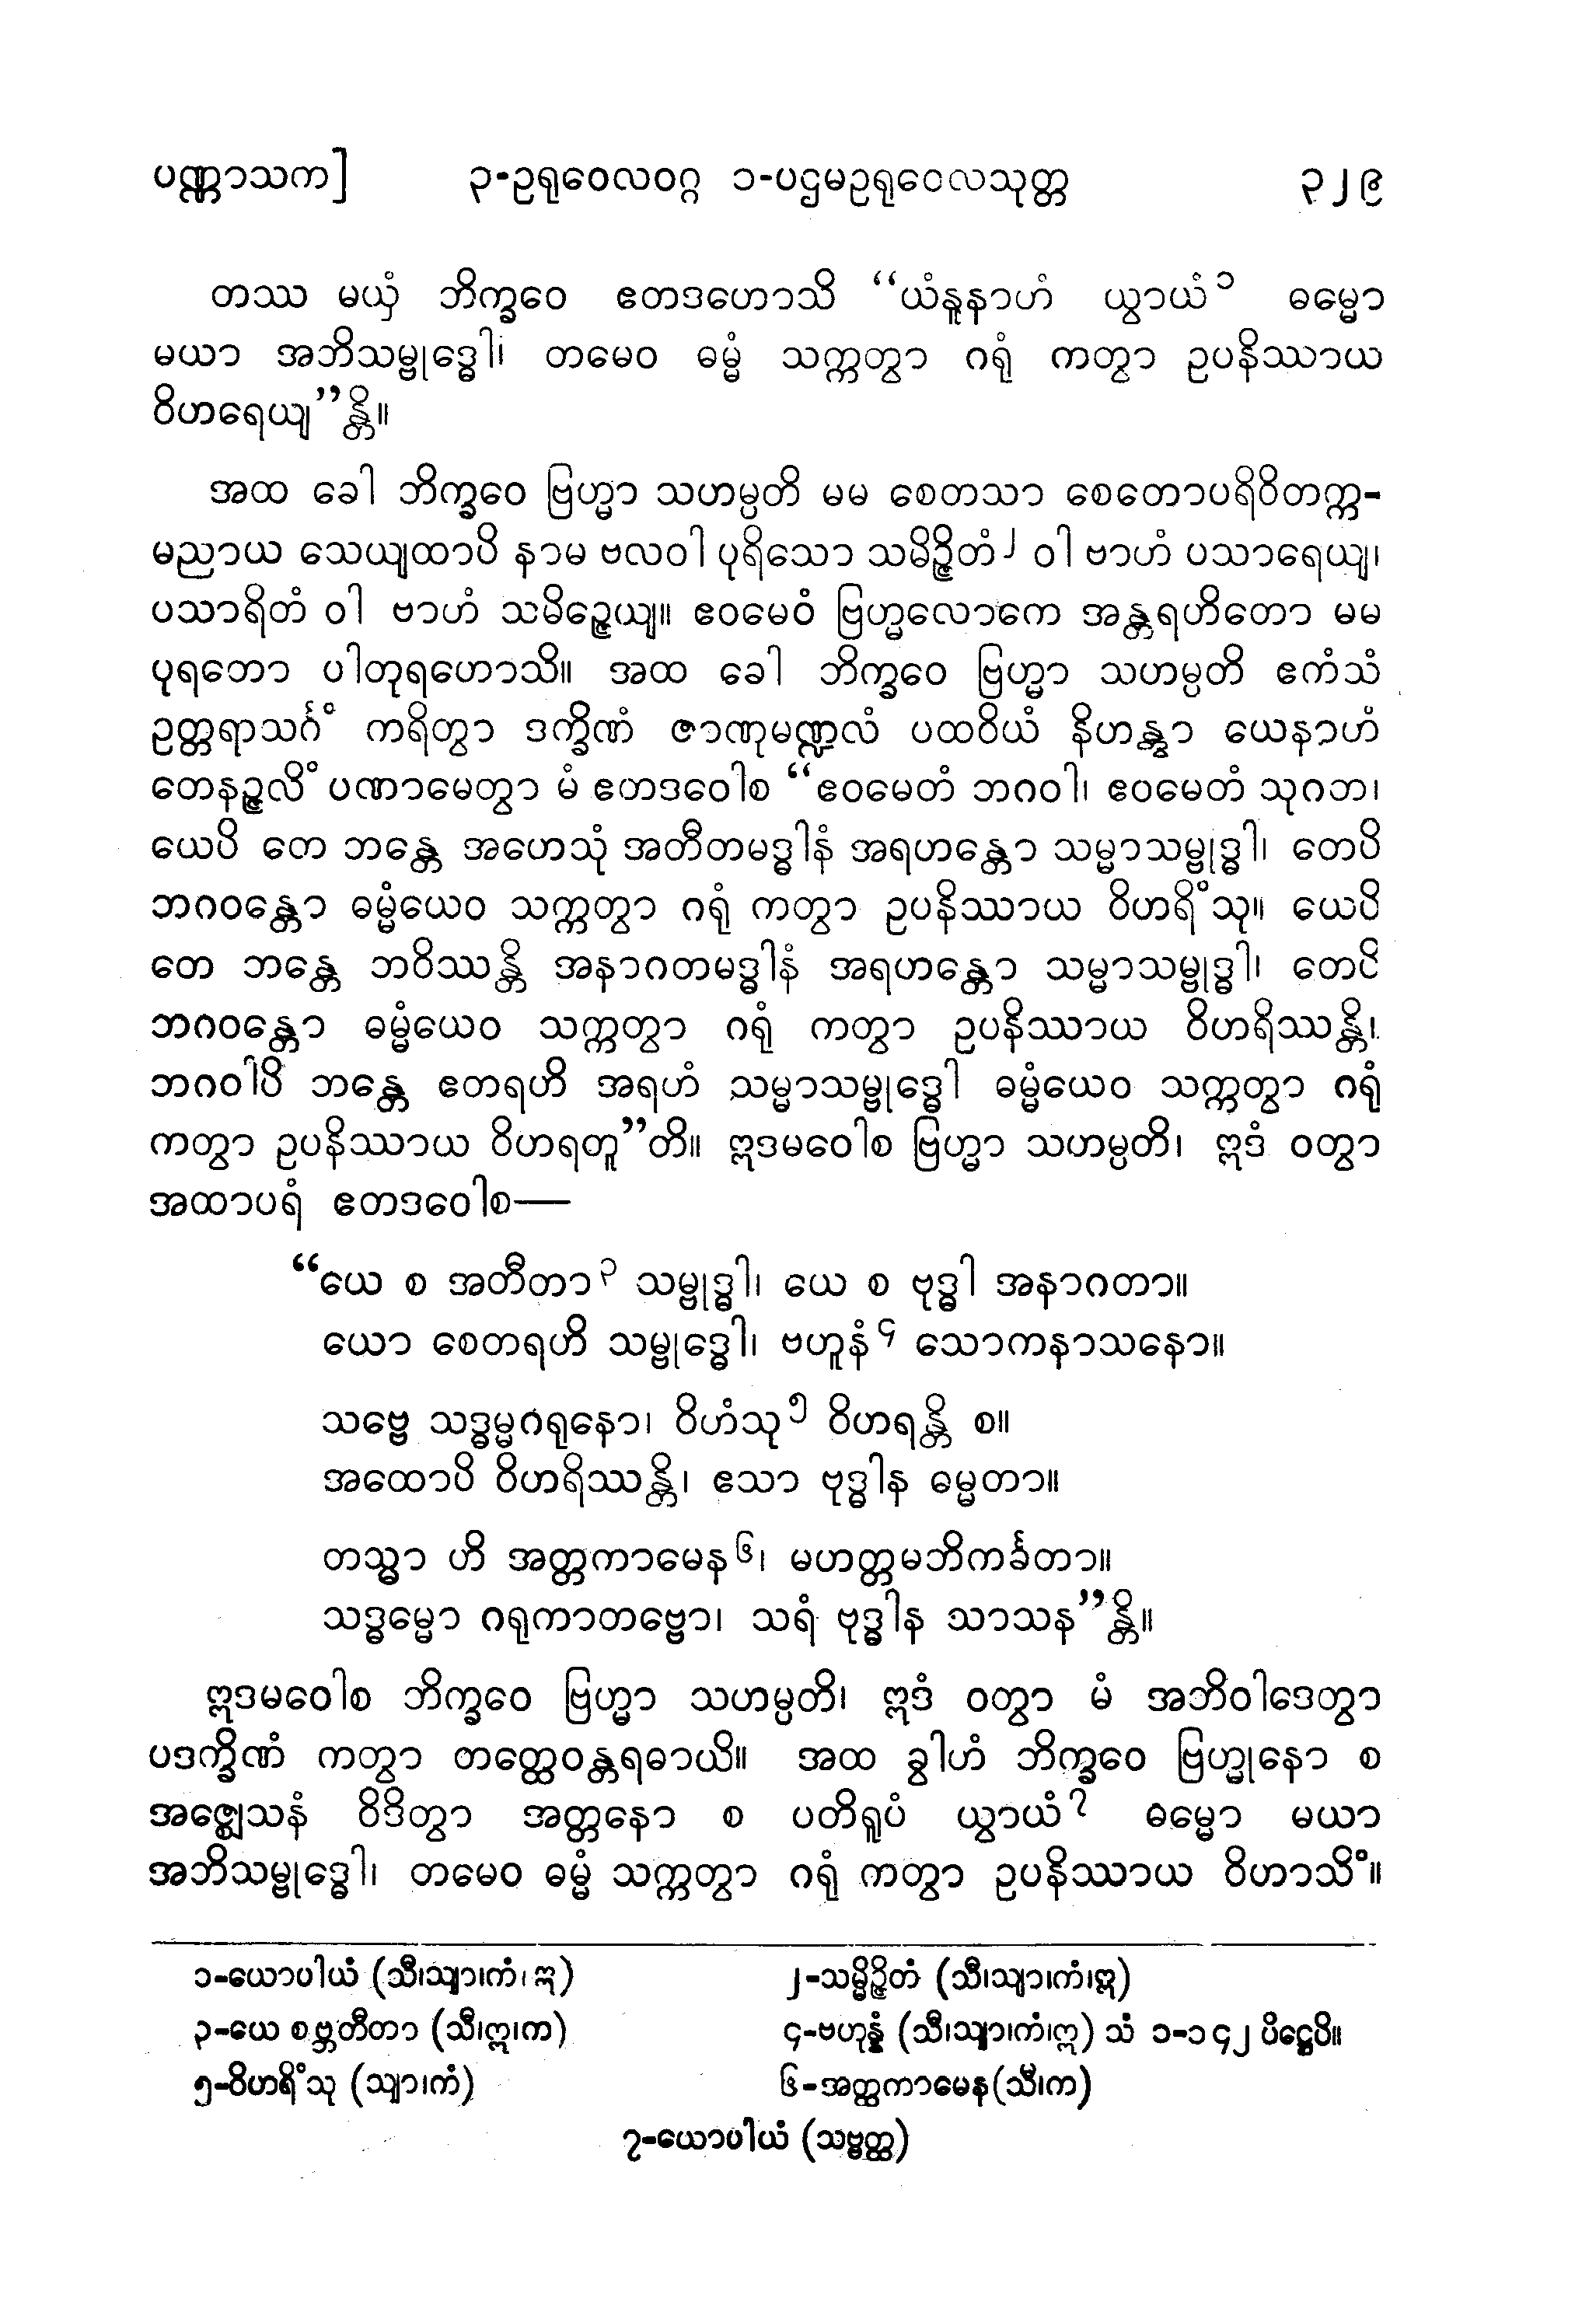 ပဏ္ဏာသက] ၃-ဥရုဝေလဝဂ္ဂ ၁-ပဌမဥရုဝေလသုတ္တ ၃၂၉
တဿ မယှံ ဘိက္ခဝေ ဧတဒဟောသိ “ယံနူနာဟံ ယွာယံ၁ ဓမ္မော
မယာ အဘိသမ္ဗုဒ္ဓေါ၊ တမေဝ ဓမ္မံ သက္ကတွာ ဂရုံ ကတွာ ဥပနိဿာယ
ဝိဟရေယျ”န္တိ။
အထ ခေါ ဘိက္ခဝေ ဗြဟ္မာ သဟမ္ပတိ မမ စေတသာ စေတောပရိဝိတက္က-
မညာယ သေယျထာပိ နာမ ဗလဝါ ပုရိသော သမိဉ္ဇိတံ၂ ဝါ ဗာဟံ ပသာရေယျ၊
ပသာရိတံ ဝါ ဗာဟံ သမိဉ္ဇေယျ။ ဧဝမေဝံ ဗြဟ္မလောကေ အန္တရဟိတော မမ
ပုရတော ပါတုရဟောသိ။ အထ ခေါ ဘိက္ခဝေ ဗြဟ္မာ သဟမ္ပတိ ဧကံသံ
ဥတ္တရာသင်္ဂံ ကရိတွာ ဒက္ခိဏံ ဇာဏုမဏ္ဍလံ ပထဝိယံ နိဟန္တွာ ယေနာဟံ
တေနဉ္ဇလိံ ပဏာမေတွာ မံ ဧတဒဝေါစ “ဧဝမေတံ ဘဂဝါ၊ ဧဝမေတံ သုဂတ၊
ယေပိ တေ ဘန္တေ အဟေသုံ အတီတမဒ္ဓါနံ အရဟန္တော သမ္မာသမ္ဗုဒ္ဓါ၊ တေပိ
ဘဂဝန္တော ဓမ္မံယေဝ သက္ကတွာ ဂရုံ ကတွာ ဥပနိဿာယ ဝိဟရိံသု။ ယေပိ
တေ ဘန္တေ ဘဝိဿန္တိ အနာဂတမဒ္ဓါနံ အရဟန္တော သမ္မာသမ္ဗုဒ္ဓါ၊ တေပိ
ဘဂဝန္တော ဓမ္မံယေဝ သက္ကတွာ ဂရုံ ကတွာ ဥပနိဿာယ ဝိဟရိဿန္တိ၊
ဘဂဝါပိ ဘန္တေ ဧတရဟိ အရဟံ သမ္မာသမ္ဗုဒ္ဓေါ ဓမ္မံယေဝ သက္ကတွာ ဂရုံ
ကတွာ ဥပနိဿာယ ဝိဟရတူ”တိ။ ဣဒမဝေါစ ဗြဟ္မာ သဟမ္ပတိ၊ ဣဒံ ဝတွာ
အထာပရံ ဧတဒဝေါစ—
“ယေ စ အတီတာ၃ သမ္ဗုဒ္ဓါ၊ ယေ စ ဗုဒ္ဓါ အနာဂတာ။
ယော စေတရဟိ သမ္ဗုဒ္ဓေါ၊ ဗဟူနံ၄ သောကနာသနော။
သဗ္ဗေ သဒ္ဓမ္မဂရုနော၊ ဝိဟံသု၅ ဝိဟရန္တိ စ။
အထောပိ ဝိဟရိဿန္တိ၊ ဧသာ ဗုဒ္ဓါန ဓမ္မတာ။
တသ္မာ ဟိ အတ္တကာမေန၆၊ မဟတ္တမဘိကင်္ခတာ။
သဒ္ဓမ္မော ဂရုကာတဗ္ဗော၊ သရံ ဗုဒ္ဓါန သာသန”န္တိ။
ဣဒမဝေါစ ဘိက္ခဝေ ဗြဟ္မာ သဟမ္ပတိ၊ ဣဒံ ဝတွာ မံ အဘိဝါဒေတွာ
ပဒက္ခိဏံ ကတွာ တတ္ထေဝန္တရဓာယိ။ အထ ခွါဟံ ဘိက္ခဝေ ဗြဟ္မုနော စ
အဇ္ဈေသနံ ဝိဒိတွာ အတ္တနော စ ပတိရူပံ ယွာယံ၇ ဓမ္မော မယာ
အဘိသမ္ဗုဒ္ဓေါ၊ တမေဝ ဓမ္မံ သက္ကတွာ ဂရုံ ကတွာ ဥပနိဿာယ ဝိဟာသိံ။
၁-ယောပါယံ (သီ၊သျာ၊ကံ၊ဣ) ၂-သမ္မိဉ္ဇိတံ (သီ၊သျာ၊ကံ၊ဣ)
၃-ယေ စဗ္ဘတီတာ (သီ၊ဣ၊က) ၄-ဗဟုန္နံ (သီ၊သျာ၊ကံ၊ဣ) သံ ၁-၁၄၂ ပိဋ္ဌေပိ။
၅-ဝိဟရိံသု (သျာ၊ကံ) ၆-အတ္ထကာမေန(သီ၊က)
၇-ယောပါယံ (သဗ္ဗတ္ထ)